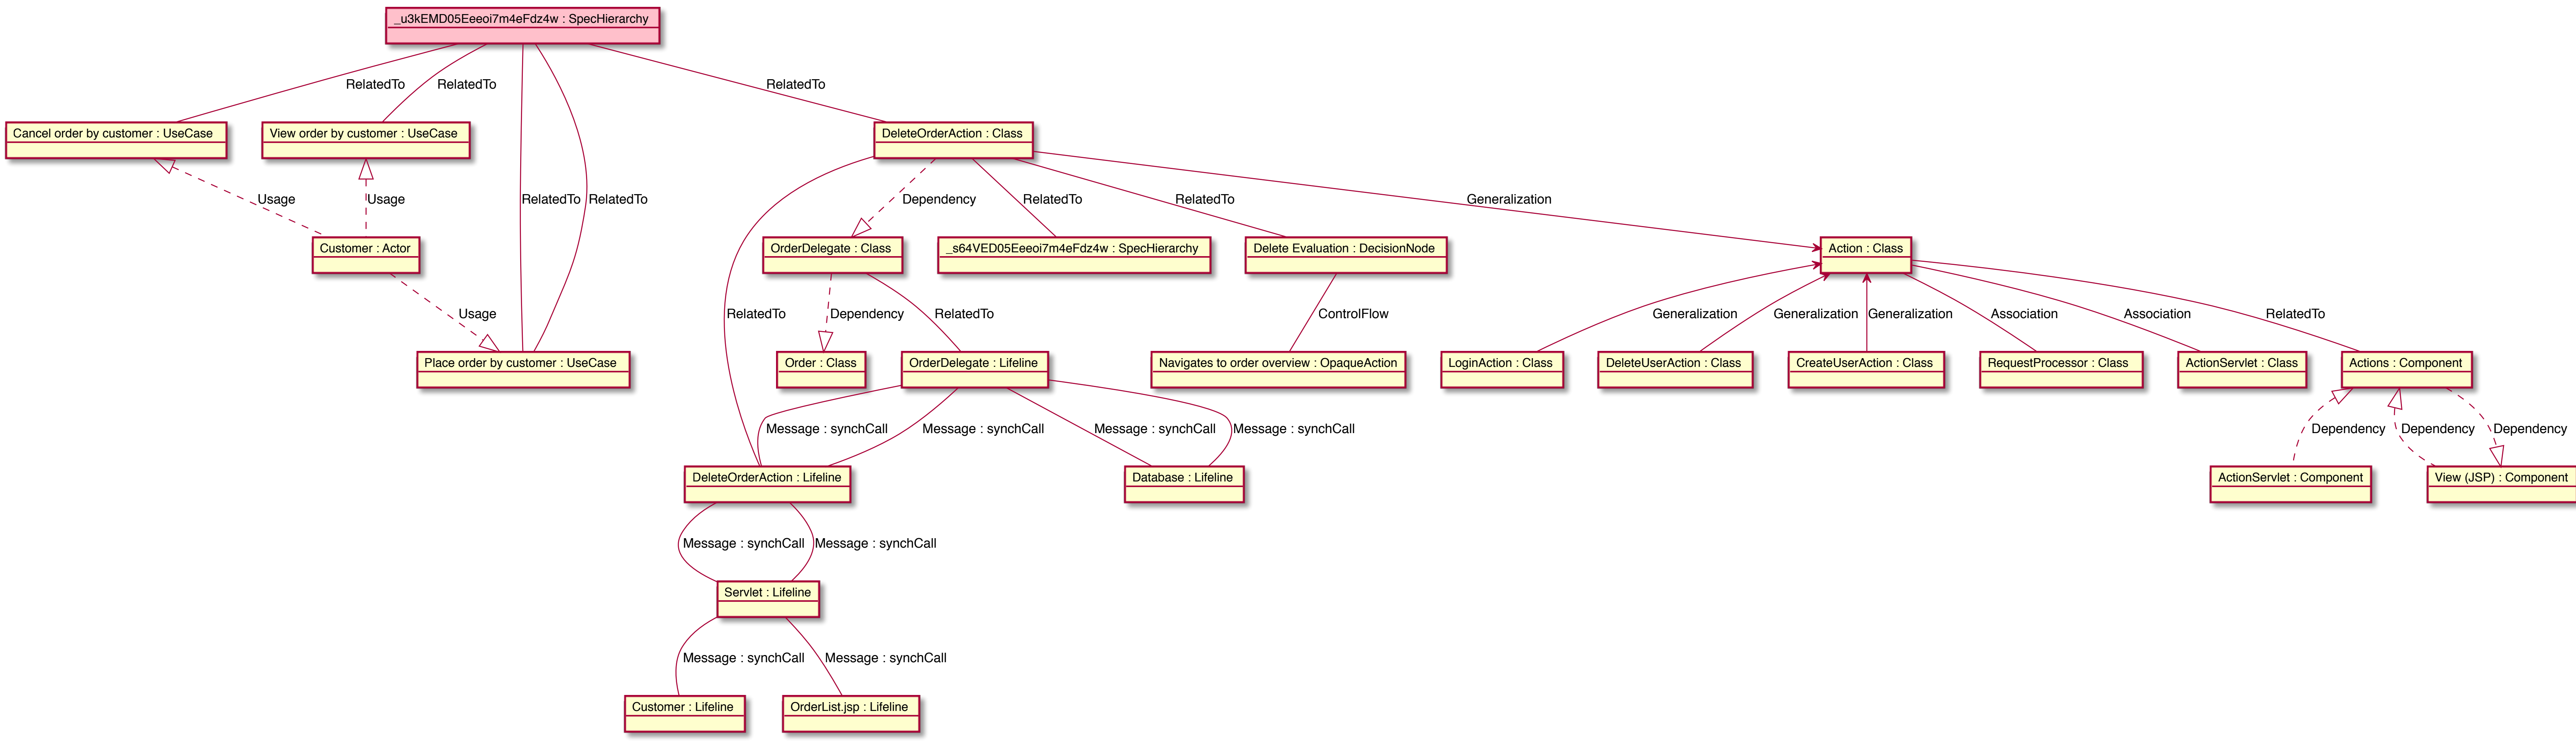 _u3kEMD05Eeeoi7m4eFdz4w : SpecHierarchy
RelatedTo
RelatedTo
RelatedTo
Cancel order by customer : UseCase
View order by customer : UseCase
DeleteOrderAction : Class
Usage
Usage
RelatedTo
RelatedTo
Dependency
RelatedTo
RelatedTo
Generalization
Customer : Actor
OrderDelegate : Class
_s64VED05Eeeoi7m4eFdz4w : SpecHierarchy
Delete Evaluation : DecisionNode
Action : Class
Usage
RelatedTo
Dependency
RelatedTo
ControlFlow
Generalization
Generalization
Generalization
Association
Association
RelatedTo
Place order by customer : UseCase
Order : Class
OrderDelegate : Lifeline
Navigates to order overview : OpaqueAction
LoginAction : Class
DeleteUserAction : Class
CreateUserAction : Class
RequestProcessor : Class
ActionServlet : Class
Actions : Component
Message : synchCall
Message : synchCall
Message : synchCall
Message : synchCall
Dependency
Dependency
Dependency
DeleteOrderAction : Lifeline
Database : Lifeline
ActionServlet : Component
View (JSP) : Component
Message : synchCall
Message : synchCall
Servlet : Lifeline
Message : synchCall
Message : synchCall
Customer : Lifeline
OrderList.jsp : Lifeline